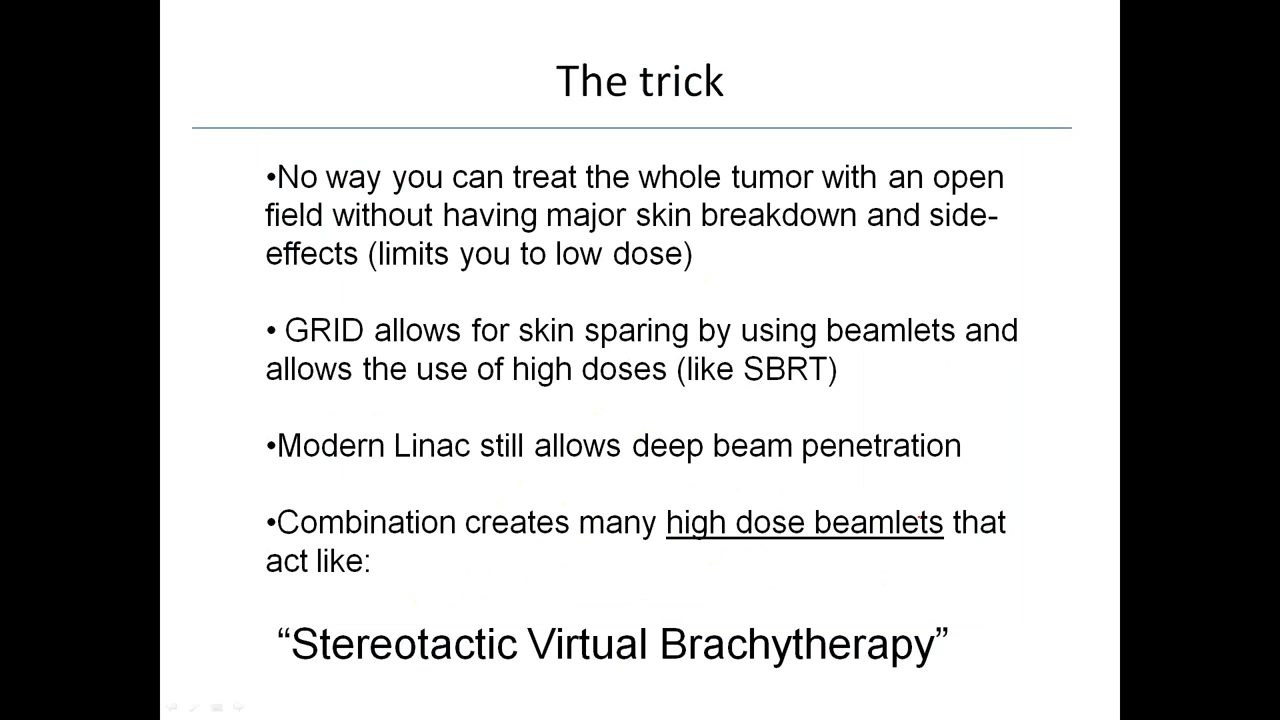 The trick
•No way you can treat the whole tumor with an open
field without having major skin breakdown and side-
effects (limits you to low dose)
• GRID allows for skin sparing by using beamlets and
allows the use of high doses (like SBRT)
•Modern Linac still allows deep beam penetration
•Combination creates many high dose beamlets that
act like:
“Stereotactic Virtual Brachytherapy”